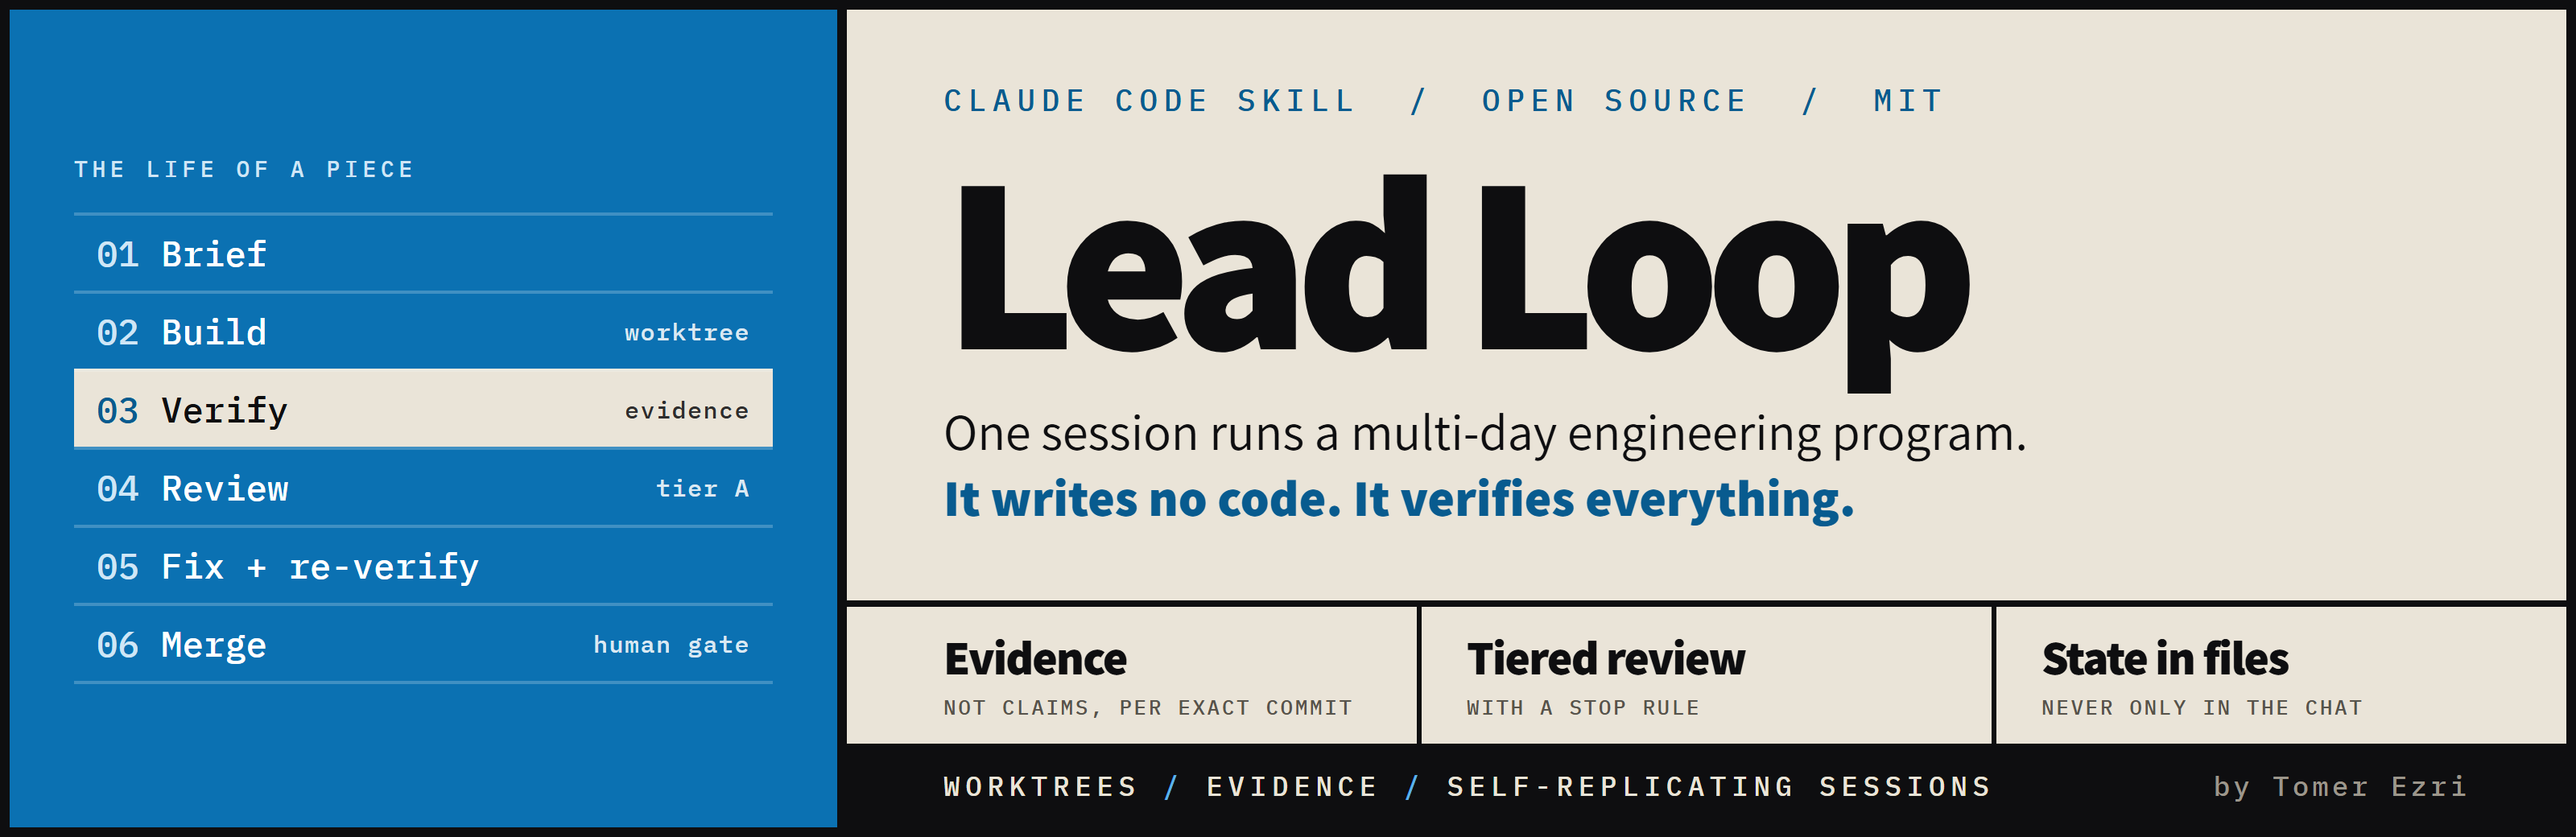 THE LIFE OF A PIECE
01 Brief
02 Build worktree
03 Verify evidence
04 Review tier A
05 Fix + re-verify
06 Merge human gate
CLAUDE CODE SKILL / OPEN SOURCE / MIT
Lead Loop
One session runs a multi-day engineering program.
It writes no code. It verifies everything.
Evidence
NOT CLAIMS, PER EXACT COMMIT
Tiered review
WITH A STOP RULE
State in files
NEVER ONLY IN THE CHAT
WORKTREES / EVIDENCE / SELF-REPLICATING SESSIONS
by Tomer Ezri